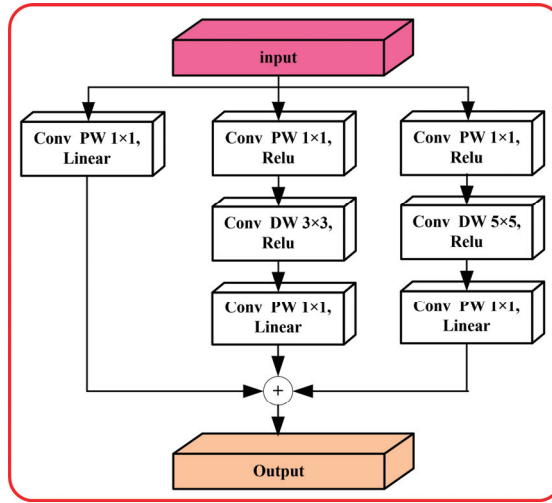 input
Conv PW 1×1,
Linear
Conv PW 1×1,
Relu
Conv PW 1×1,
Relu
Conv DW 3×3,
Relu
Conv DW 5×5,
Relu
Conv PW 1×1,
Linear
Conv PW 1×1,
Linear
+
Output